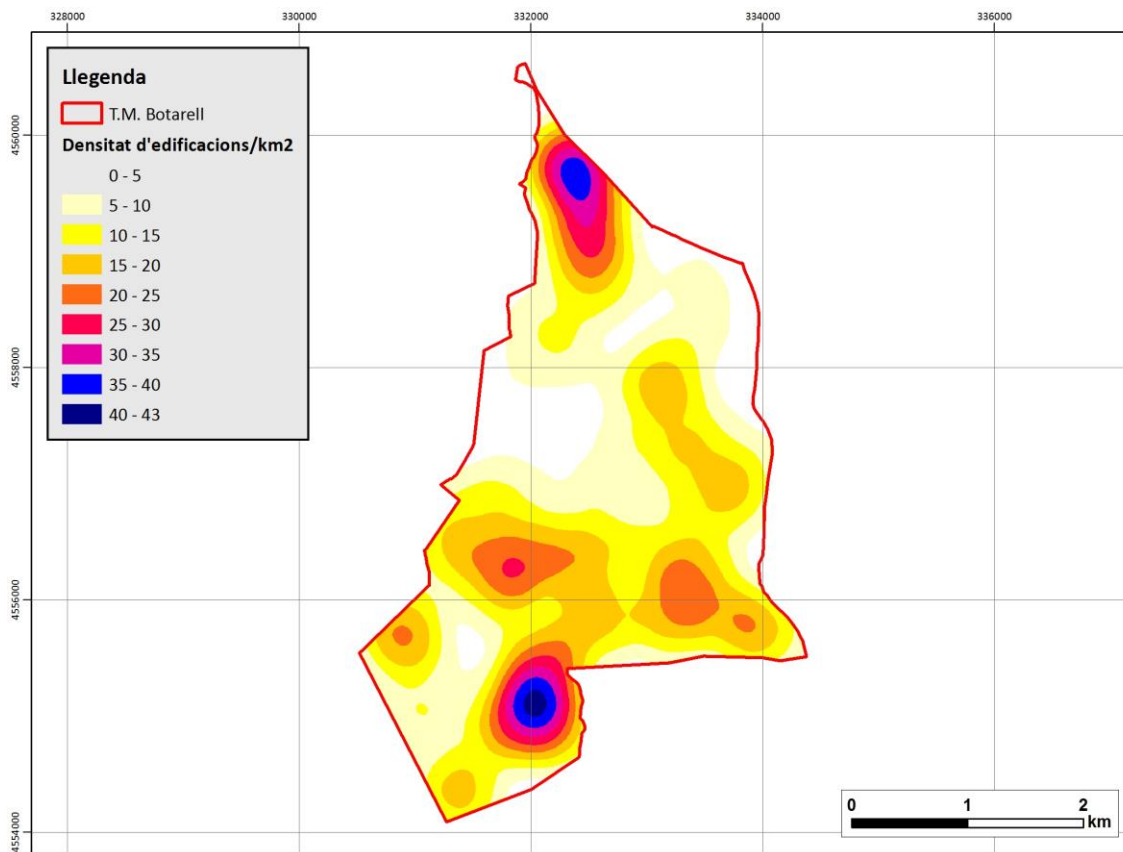 328000 330000 332000 334000 336000
4560000
4558000
4556000
4554000
Llegenda
T.M. Botarell
Densitat d'edificacions/km2
0 - 5
5 - 10
10 - 15
15 - 20
20 - 25
25 - 30
30 - 35
35 - 40
40 - 43
0 1 2
km